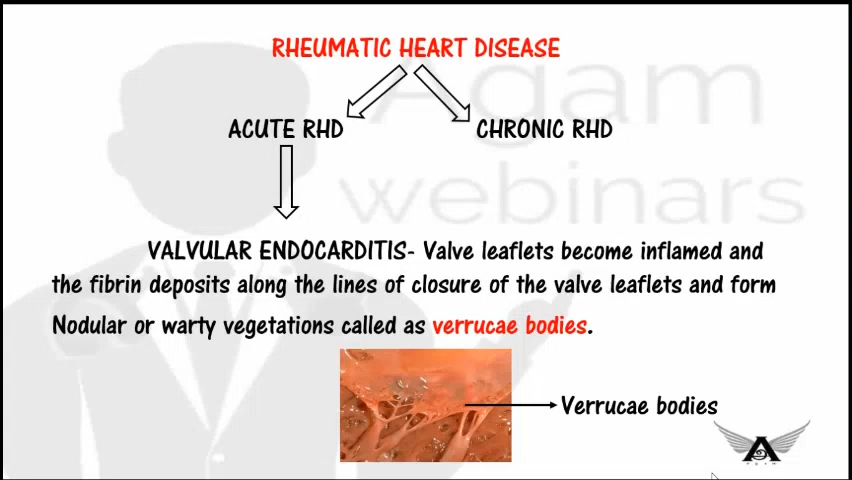 RHEUMATIC HEART DISEASE
ACUTE RHD
CHRONIC RHD
Agam
webinars
VALVULAR ENDOCARDITIS- Valve leaflets become inflamed and
the fibrin deposits along the lines of closure of the valve leaflets and form
Nodular or warty vegetations called as verrucae bodies.
Verrucae bodies
A
agam